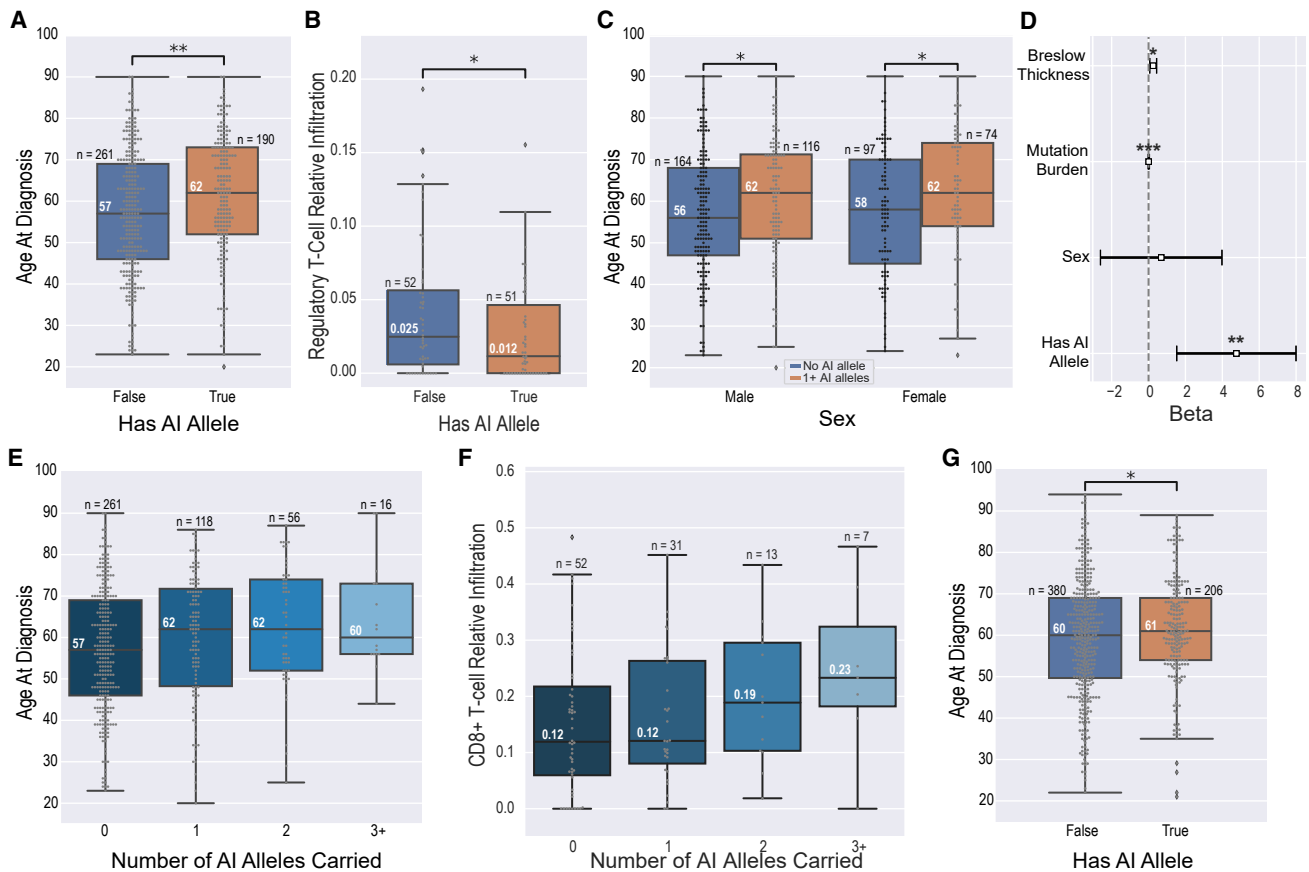 A
Age At Diagnosis
100
90
80
70
60
50
40
30
20
**
n = 261
n = 190
57
62
False
True
Has AI Allele
B
Regulatory T-Cell Relative Infiltration
0.20
0.15
0.10
0.05
0.00
*
n = 52
n = 51
0.025
0.012
False
True
Has AI Allele
C
Age At Diagnosis
100
90
80
70
60
50
40
30
20
*
*
n = 164
n = 116
n = 97
n = 74
56
62
58
62
No AI allele
1+ AI alleles
Male
Female
Sex
D
Breslow
Thickness
*
Mutation
Burden
***
Sex
Has AI
Allele
**
−2
0
2
4
6
8
Beta
E
Age At Diagnosis
100
90
80
70
60
50
40
30
20
n = 261
n = 118
n = 56
n = 16
57
62
62
60
0
1
2
3+
Number of AI Alleles Carried
F
CD8+ T-cell Relative Infiltration
0.6
0.5
0.4
0.3
0.2
0.1
0.0
n = 52
n = 31
n = 13
n = 7
0.12
0.12
0.19
0.23
0
1
2
3+
Number of AI Alleles Carried
G
Age At Diagnosis
100
90
80
70
60
50
40
30
20
*
n = 380
n = 206
60
61
False
True
Has AI Allele